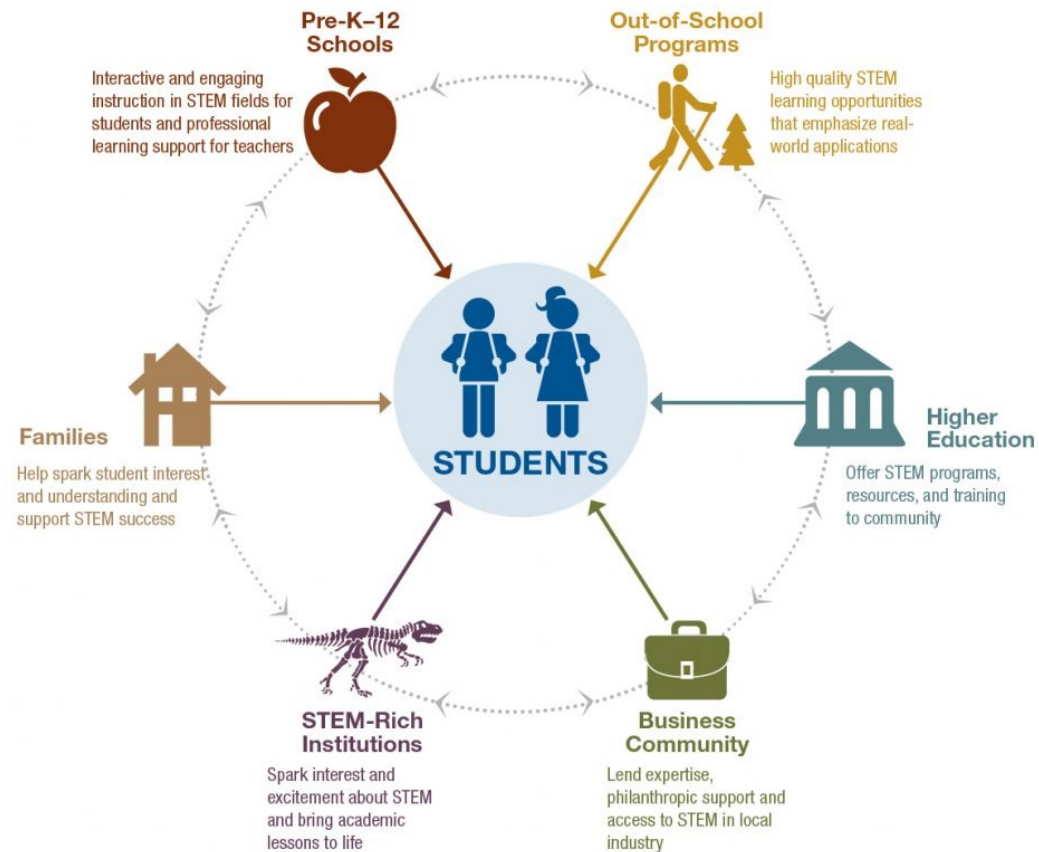 Pre-K–12
Schools
Interactive and engaging
instruction in STEM fields for
students and professional
learning support for teachers
Out-of-School
Programs
High quality STEM
learning opportunities
that emphasize real-
world applications
Families
Help spark student interest
and understanding and
support STEM success
STUDENTS
Higher
Education
Offer STEM programs,
resources, and training
to community
STEM-Rich
Institutions
Spark interest and
excitement about STEM
and bring academic
lessons to life
Business
Community
Lend expertise,
philanthropic support and
access to STEM in local
industry